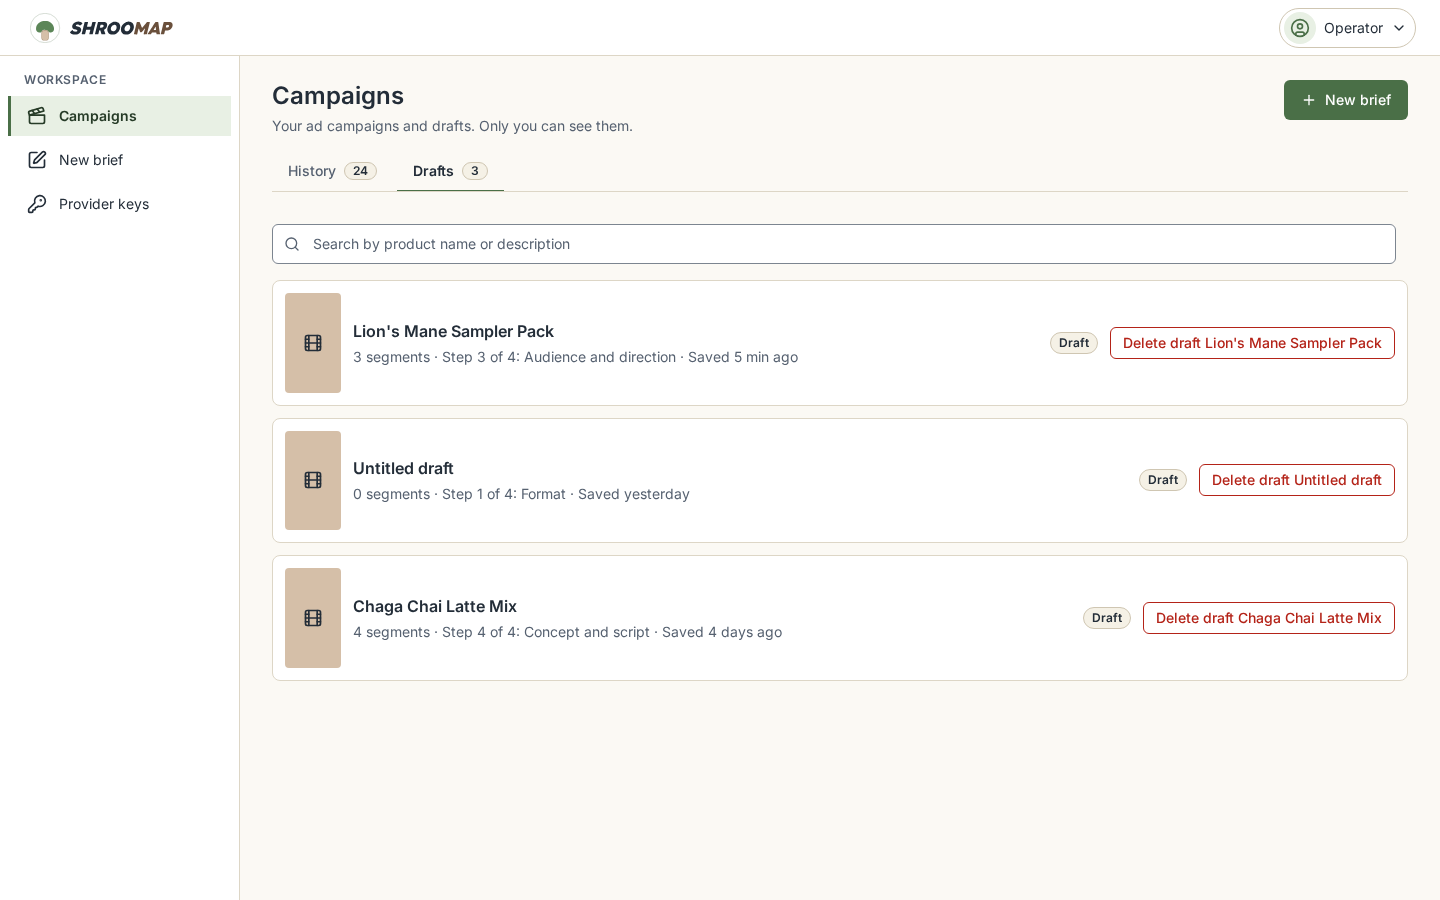 SHROOMAP
Operator
WORKSPACE
Campaigns
New brief
Provider keys
Campaigns
Your ad campaigns and drafts. Only you can see them.
New brief
History 24
Drafts 3
Search by product name or description
Lion's Mane Sampler Pack
3 segments · Step 3 of 4: Audience and direction · Saved 5 min ago
Draft
Delete draft Lion's Mane Sampler Pack
Untitled draft
0 segments · Step 1 of 4: Format · Saved yesterday
Draft
Delete draft Untitled draft
Chaga Chai Latte Mix
4 segments · Step 4 of 4: Concept and script · Saved 4 days ago
Draft
Delete draft Chaga Chai Latte Mix